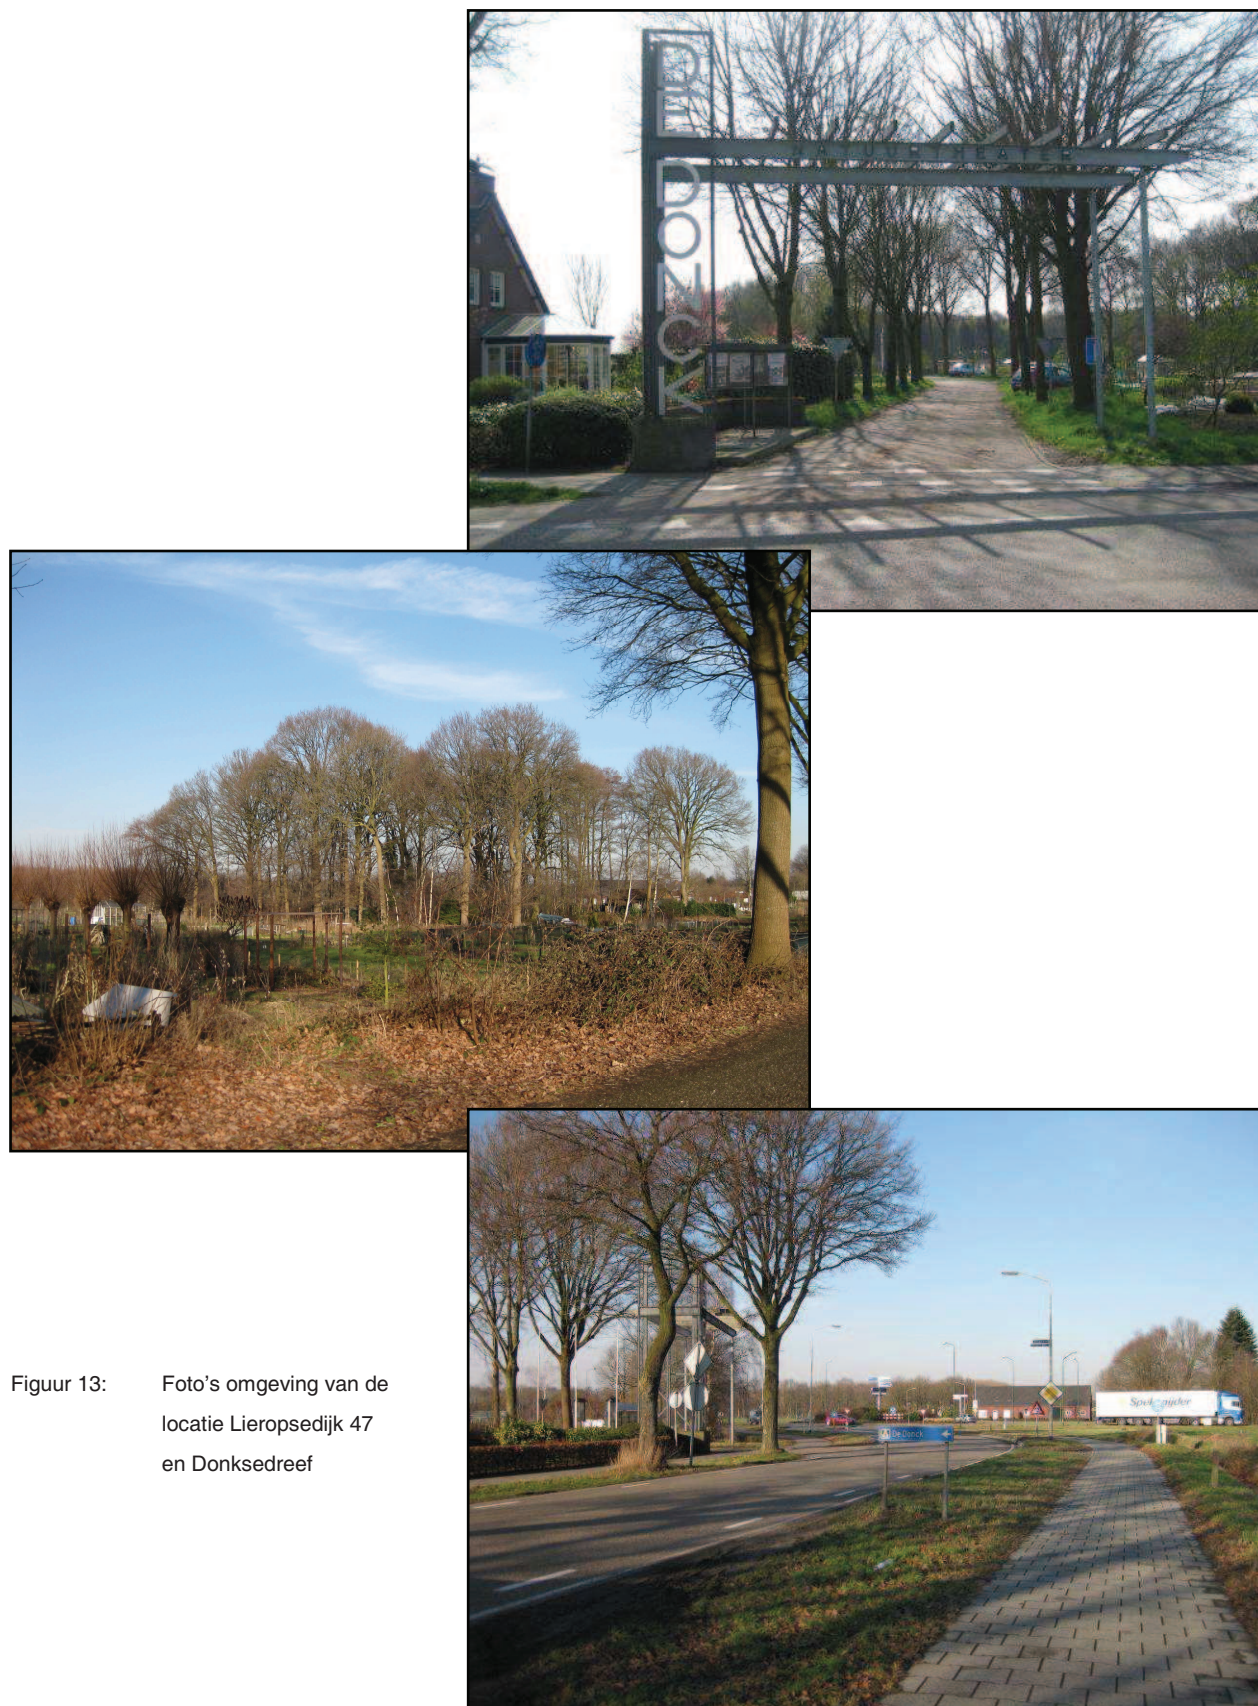 DE DONCK
NATUURTHEATER
De Donck
Figuur 13: Foto's omgeving van de
locatie Lieropsedijk 47
en Donksedreef